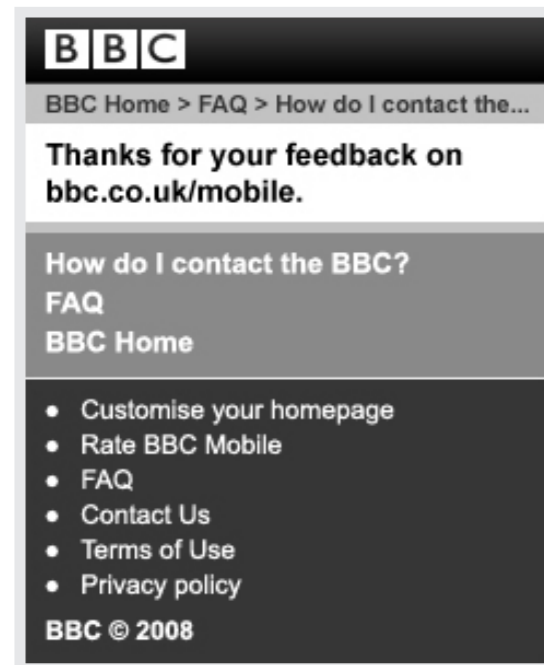 BBC
BBC Home > FAQ > How do I contact the...
Thanks for your feedback on
bbc.co.uk/mobile.
How do I contact the BBC?
FAQ
BBC Home
• Customise your homepage
• Rate BBC Mobile
• FAQ
• Contact Us
• Terms of Use
• Privacy policy
BBC © 2008